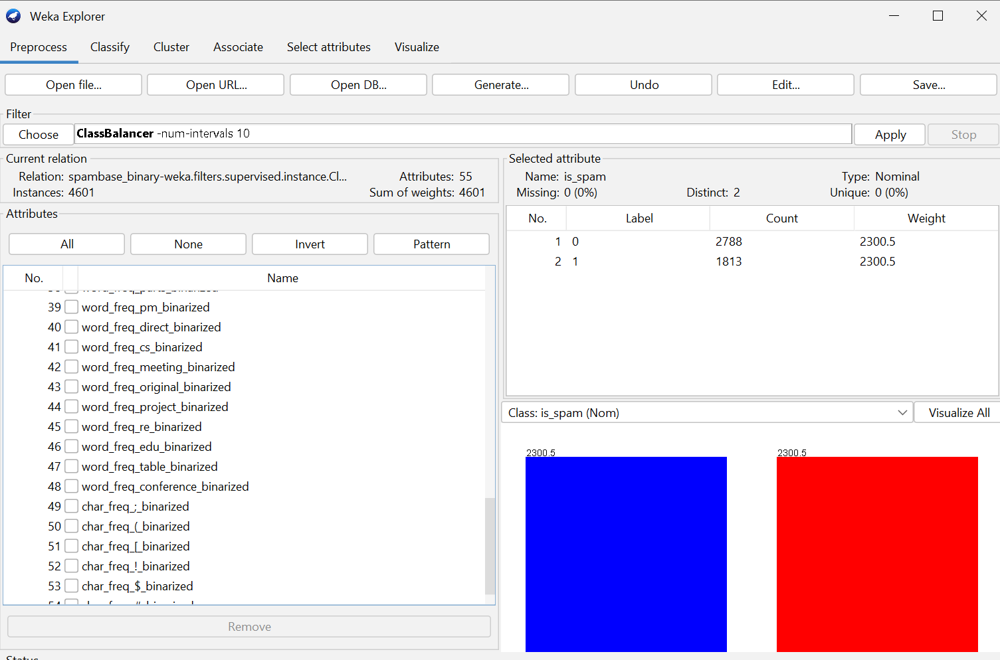 Weka Explorer
Preprocess Classify Cluster Associate Select attributes Visualize
Open file... Open URL... Open DB... Generate... Undo Edit... Save...
Filter
Choose ClassBalancer -num-intervals 10 Apply Stop
Current relation
Relation: spambase_binary-weka.filters.supervised.instance.Cl... Attributes: 55
Instances: 4601 Sum of weights: 4601
Attributes
All None Invert Pattern
No. Name
39 word_freq_pm_binarized
40 word_freq_direct_binarized
41 word_freq_cs_binarized
42 word_freq_meeting_binarized
43 word_freq_original_binarized
44 word_freq_project_binarized
45 word_freq_re_binarized
46 word_freq_edu_binarized
47 word_freq_table_binarized
48 word_freq_conference_binarized
49 char_freq_;_binarized
50 char_freq_(_binarized
51 char_freq_[_binarized
52 char_freq_!_binarized
53 char_freq_$_binarized
Remove
Selected attribute
Name: is_spam Type: Nominal
Missing: 0 (0%) Distinct: 2 Unique: 0 (0%)
No. Label Count Weight
1 0 2788 2300.5
2 1 1813 2300.5
Class: is_spam (Nom) Visualize All
2300.5 2300.5
Status